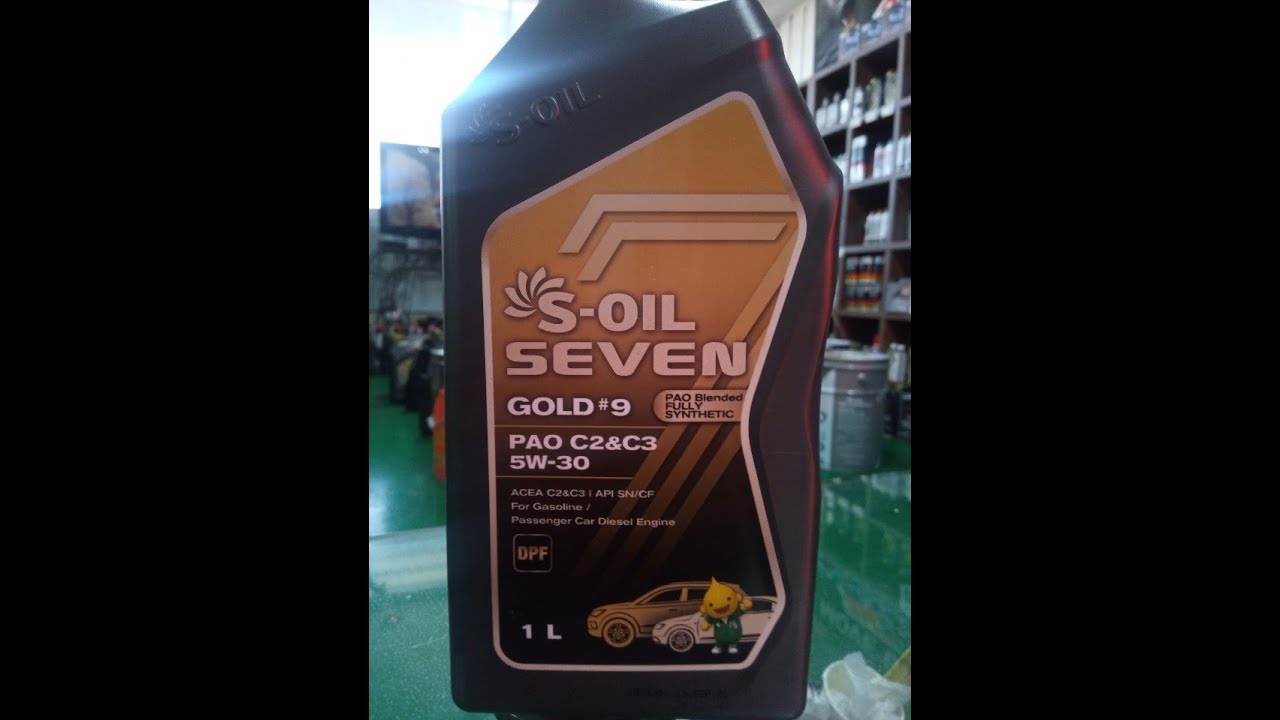 S-OIL
S-OIL
SEVEN
GOLD #9
PAO Blended
FULLY
SYNTHETIC
PAO C2&C3
5W-30
ACEA C2&C3 | API SN/CF
For Gasoline /
Passenger Car Diesel Engine
DPF
1 L